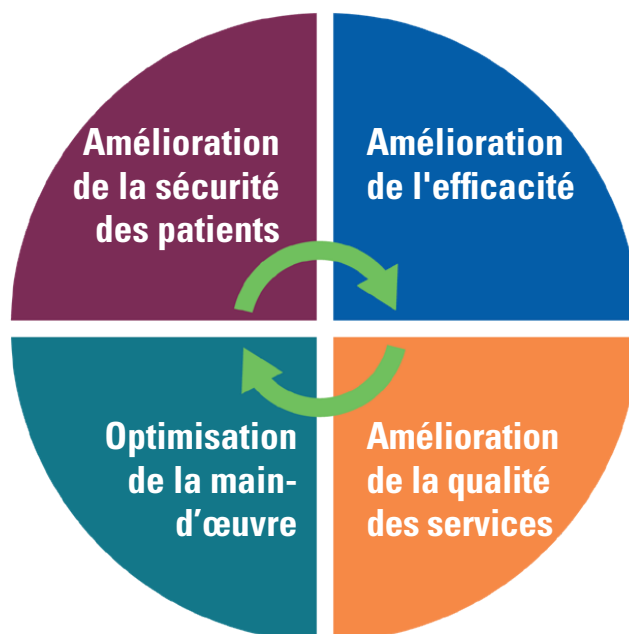 Amélioration
de la sécurité
des patients
Amélioration
de l'efficacité
Optimisation
de la main-
d’œuvre
Amélioration
de la qualité
des services